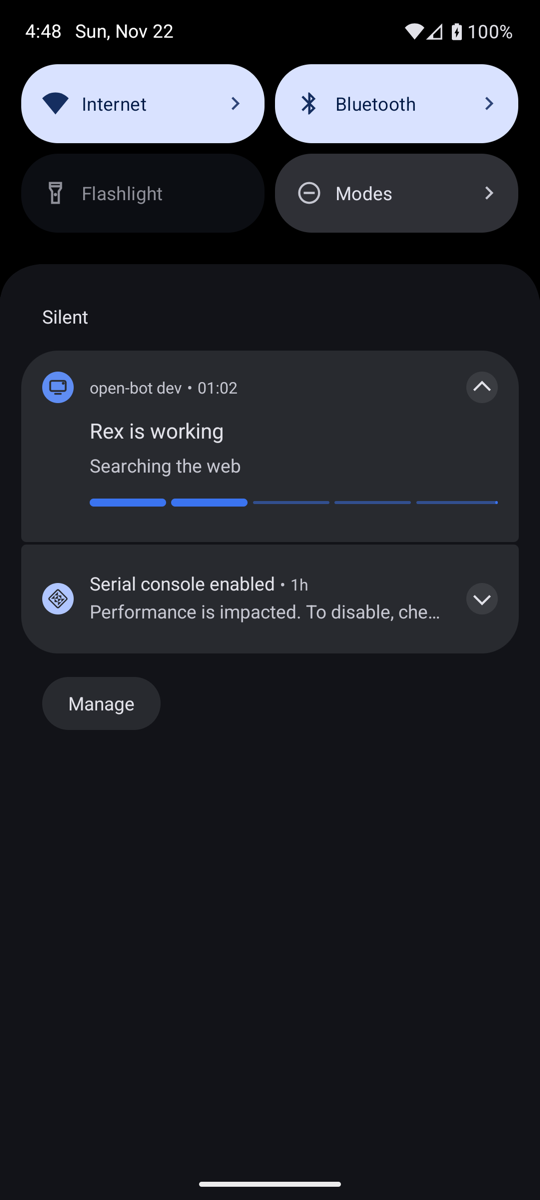 4:48 Sun, Nov 22 100%
Internet Bluetooth
Flashlight Modes
Silent
open-bot dev • 01:02
Rex is working
Searching the web
Serial console enabled • 1h
Performance is impacted. To disable, che…
Manage